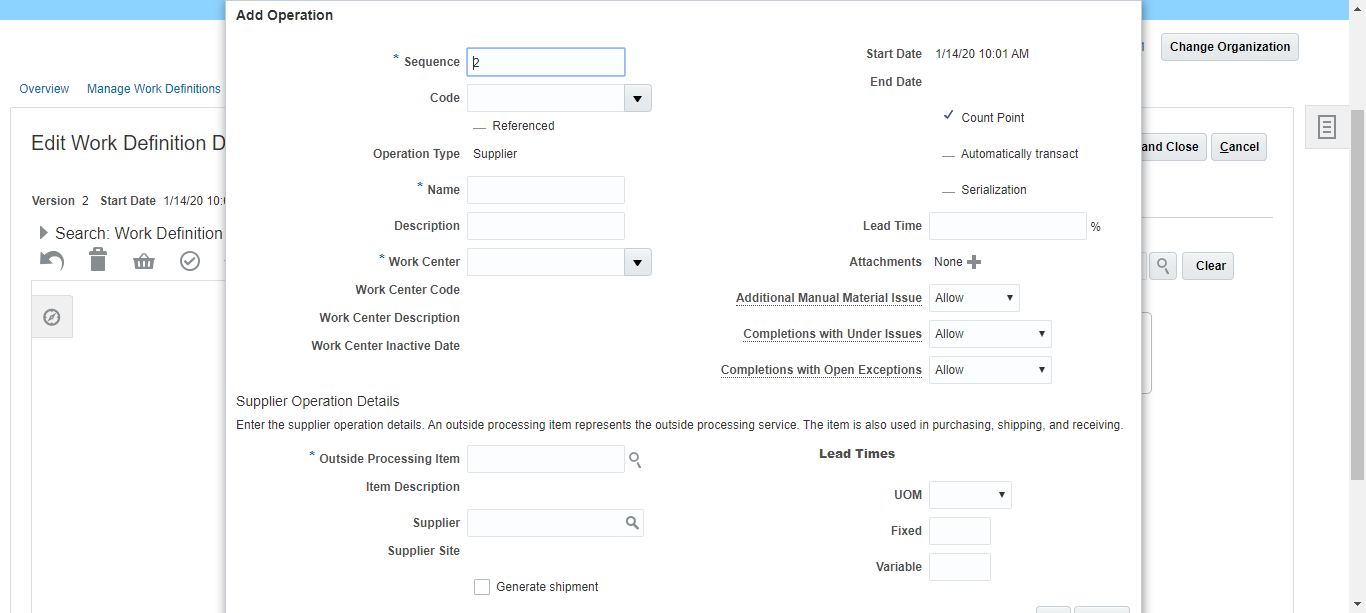 Add Operation
* Sequence 2
Code
Referenced
Operation Type Supplier
* Name
Description
* Work Center
Work Center Code
Work Center Description
Work Center Inactive Date
Start Date 1/14/20 10:01 AM
End Date
Count Point
Automatically transact
Serialization
Lead Time %
Attachments None
Additional Manual Material Issue Allow
Completions with Under Issues Allow
Completions with Open Exceptions Allow
Supplier Operation Details
Enter the supplier operation details. An outside processing item represents the outside processing service. The item is also used in purchasing, shipping, and receiving.
* Outside Processing Item
Item Description
Supplier
Supplier Site
Generate shipment
Lead Times
UOM
Fixed
Variable
Change Organization
Overview Manage Work Definitions
Edit Work Definition D
and Close Cancel
Version 2 Start Date 1/14/20 10:
Search: Work Definition
Clear